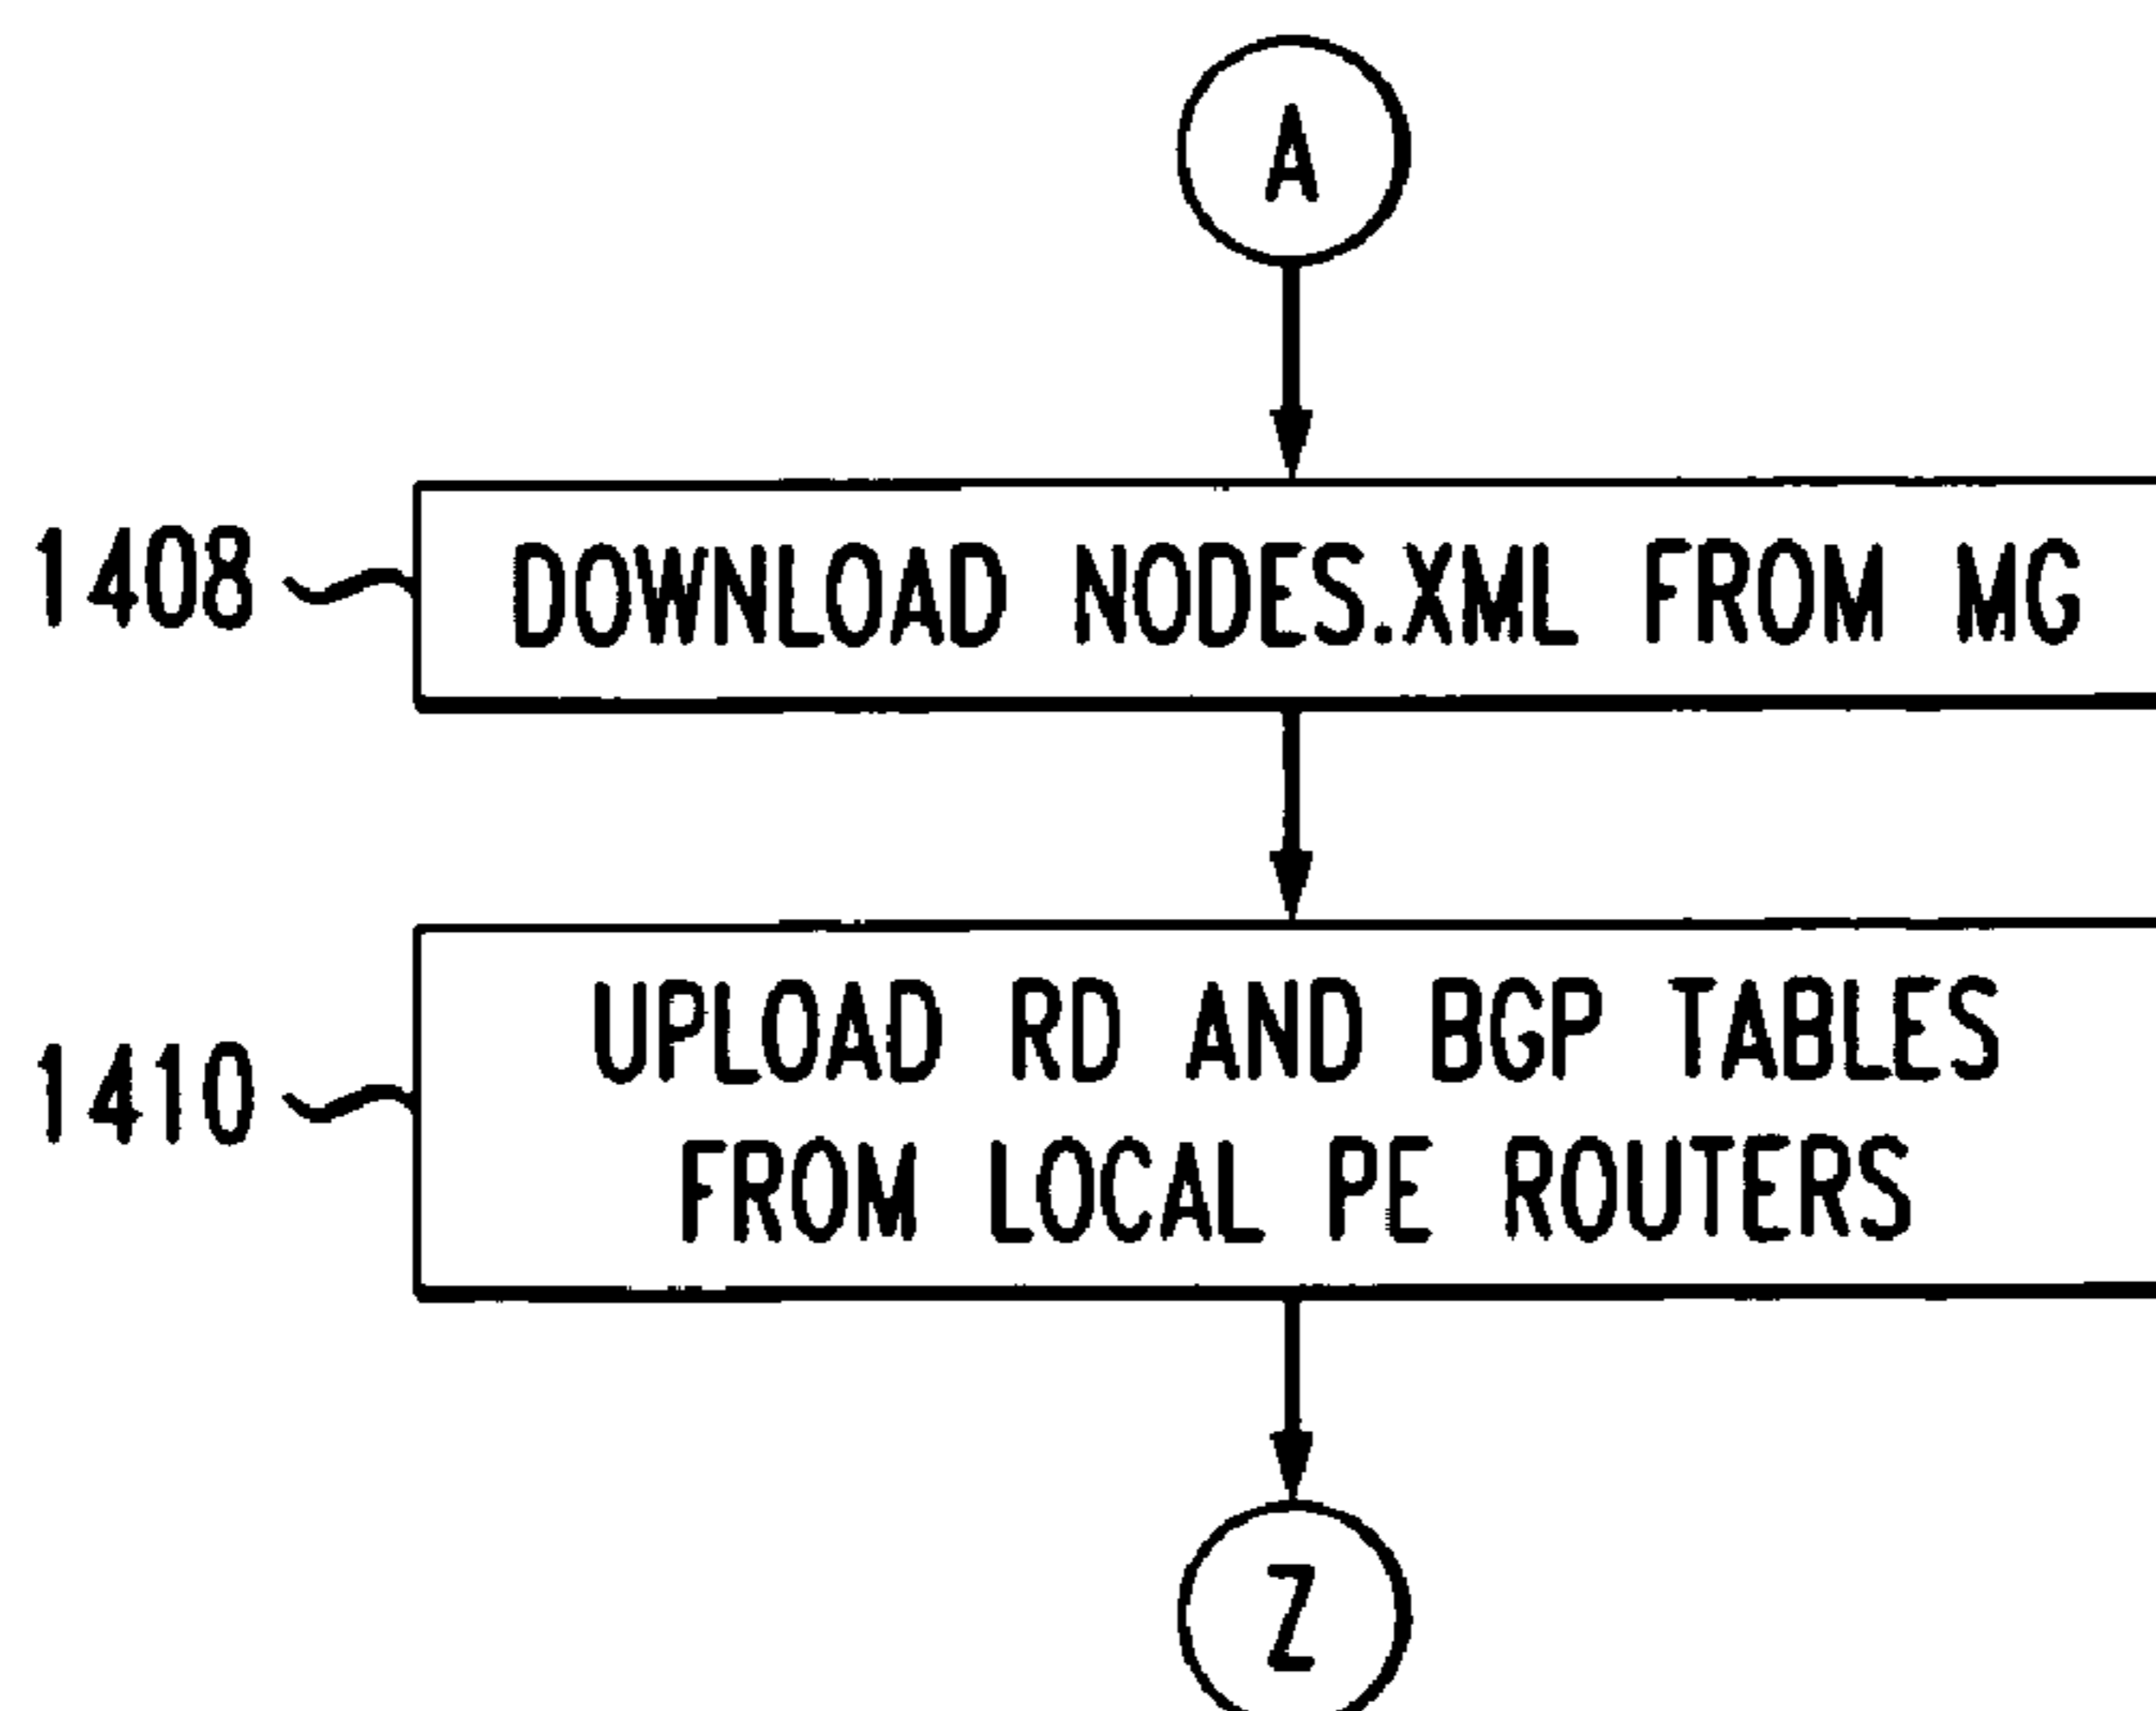 A
1408
DOWNLOAD NODES.XML FROM MG
1410
UPLOAD RD AND BGP TABLES
FROM LOCAL PE ROUTERS
Z